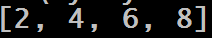 [2, 4, 6, 8]